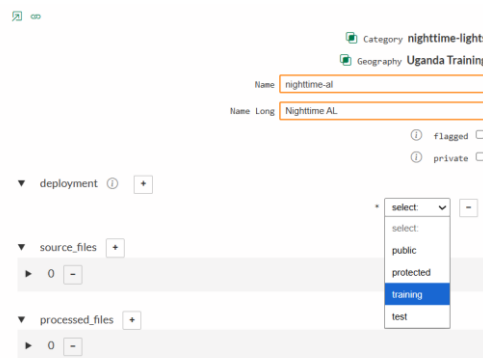 Category nighttime-lights
Geography Uganda Training
Name nighttime-al
Name Long Nighttime AL
flagged
private
deployment +
* select: -
select:
public
protected
training
test
source_files +
0 -
processed_files +
0 -